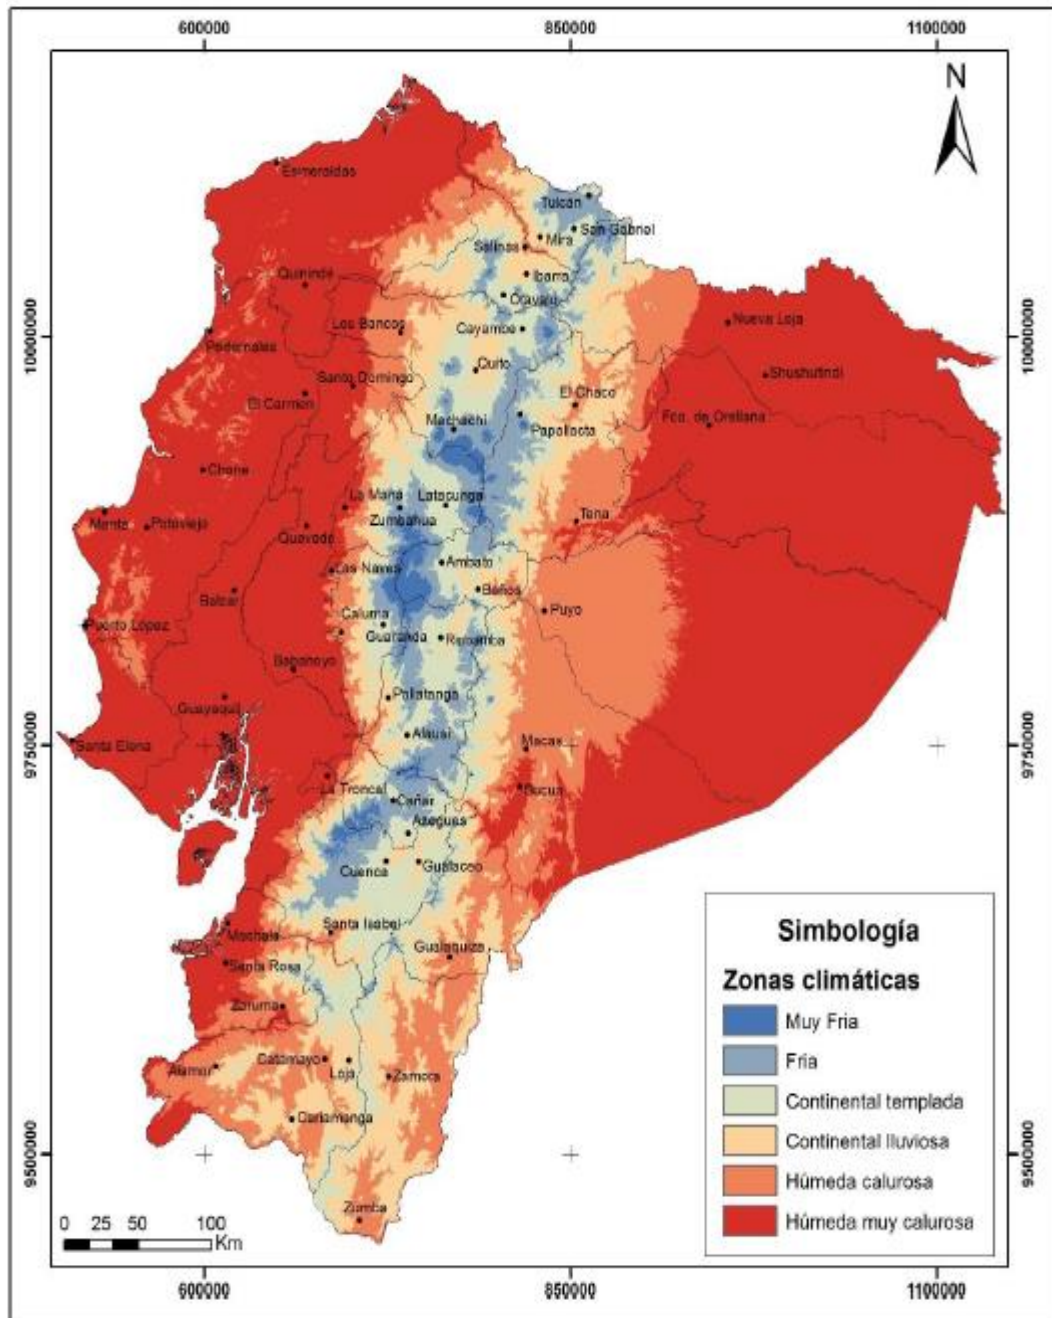 600000
850000
1100000
N
Esmeraldas
Tulcán
San Gabriel
Mira
Salinas
Ibarra
Quinindé
Otavalo
Los Bancos
Cayambe
Nueva Loja
Pedernales
Quito
Shushufindi
Santo Domingo
El Chaco
El Carmen
Fco. de Orellana
Machachi
Papallacta
Chone
La Maná
Latacunga
Manta
Portoviejo
Zumbahua
Tena
Quevedo
Ambato
Las Naves
Baños
Balzar
Puyo
Caluma
Puerto López
Guaranda
Riobamba
Babahoyo
Pallatanga
Guayaquil
Alausí
Macas
Santa Elena
La Troncal
Sucua
Cañar
Azogues
Cuenca
Gualaceo
Machala
Santa Isabel
Gualaquiza
Santa Rosa
Zaruma
Catamayo
Alamor
Loja
Zamora
Cariamanga
Zumba
10000000
9750000
9500000
10000000
9750000
9500000
Simbología
Zonas climáticas
Muy Fria
Fria
Continental templada
Continental lluviosa
Húmeda calurosa
Húmeda muy calurosa
0 25 50 100
Km
600000
850000
1100000